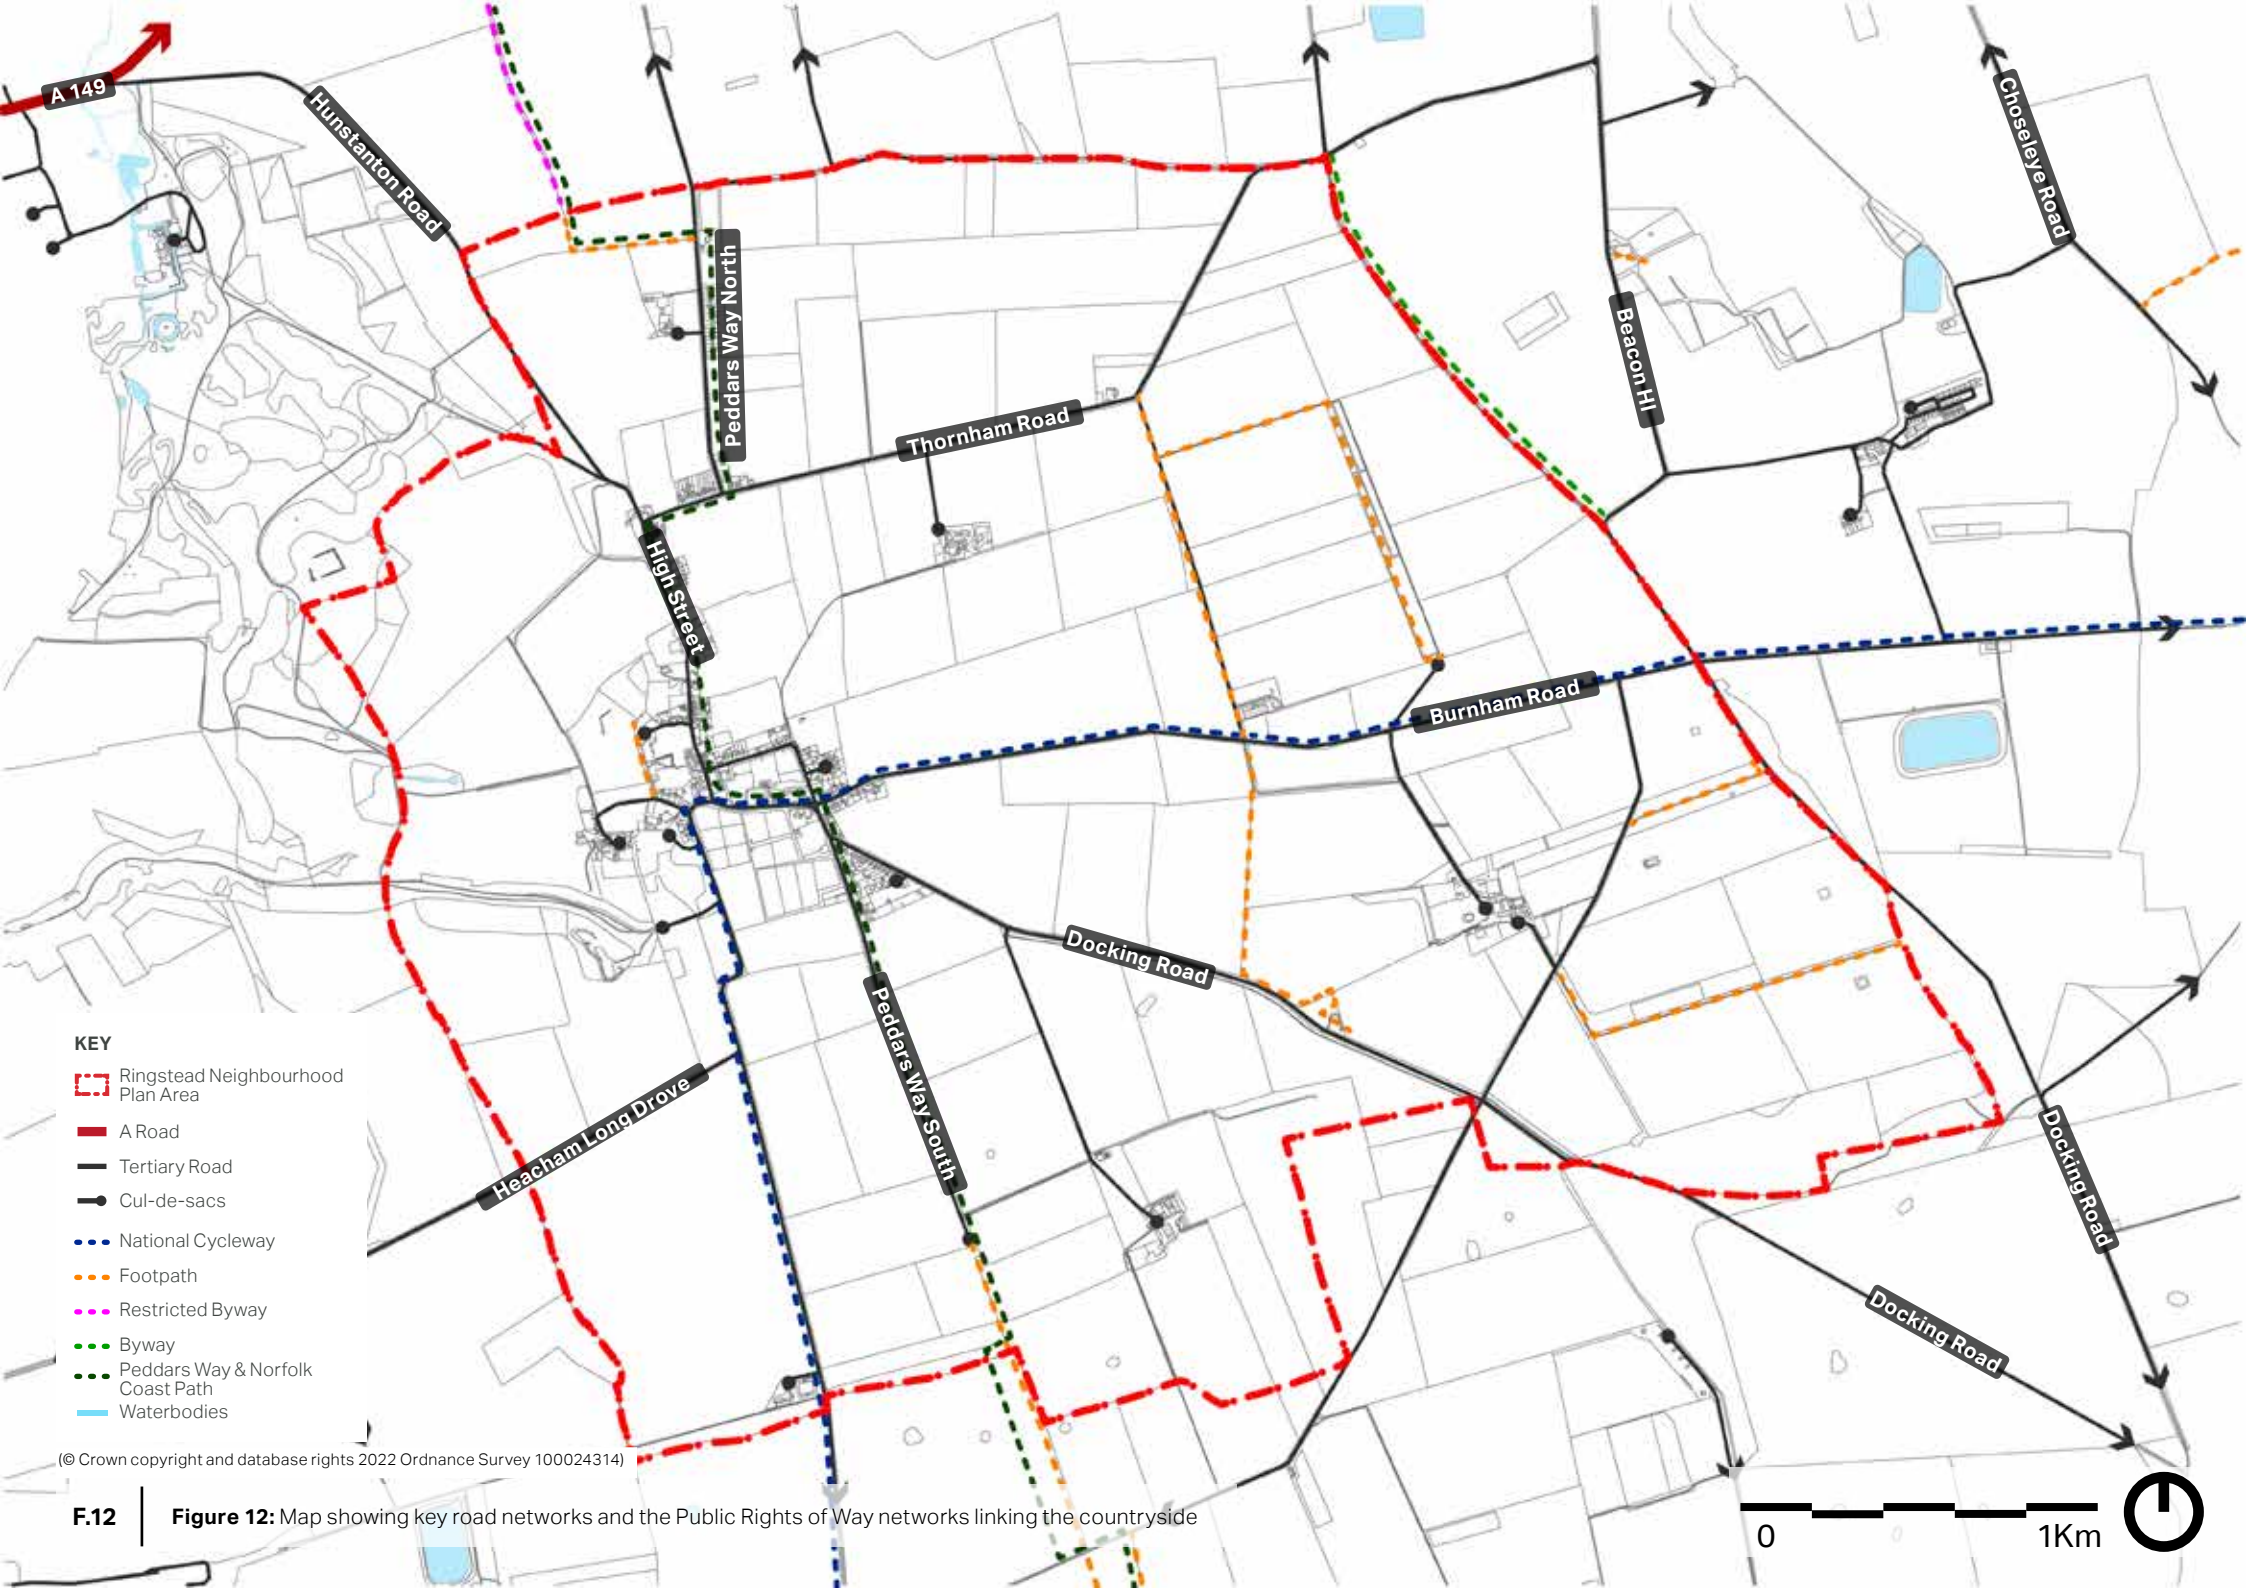 A 149
Hunstanton Road
Choseleye Road
Peddars Way North
Beacon Hl
Thornham Road
High Street
Burnham Road
Docking Road
Peddars Way South
Heacham Long Drove
Docking Road
Docking Road
KEY
Ringstead Neighbourhood
Plan Area
A Road
Tertiary Road
Cul-de-sacs
National Cycleway
Footpath
Restricted Byway
Byway
Peddars Way & Norfolk
Coast Path
Waterbodies
(© Crown copyright and database rights 2022 Ordnance Survey 100024314)
F.12
Figure 12: Map showing key road networks and the Public Rights of Way networks linking the countryside
0 1Km